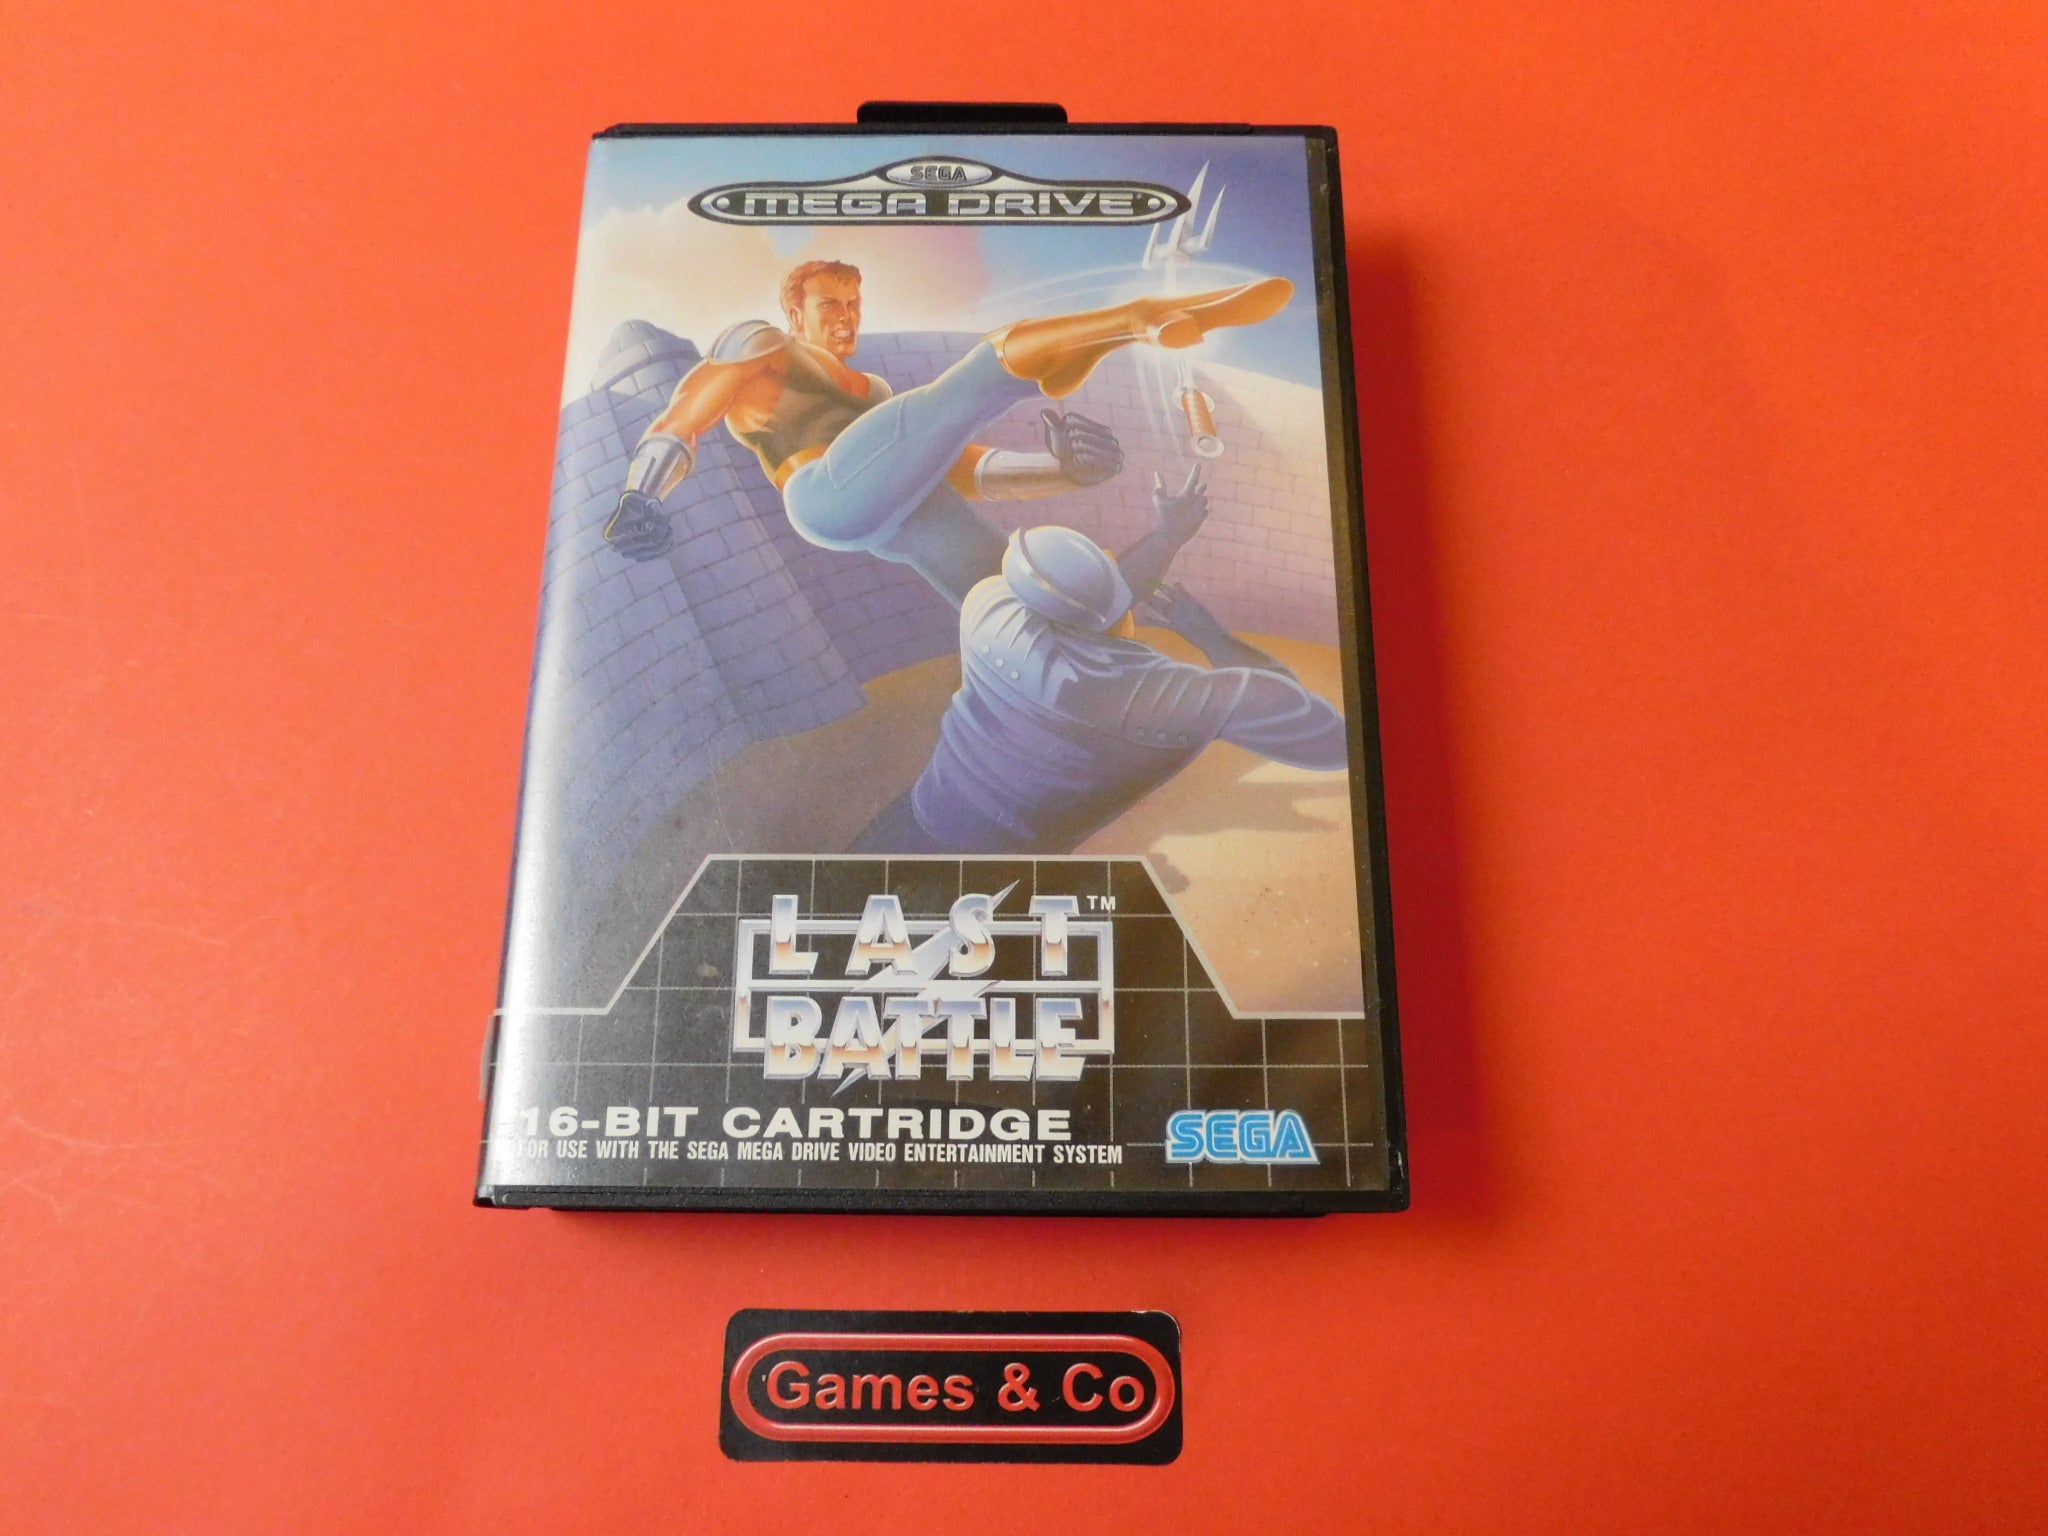 SEGA
MEGA DRIVE
LAST™
BATTLE
16-BIT CARTRIDGE
FOR USE WITH THE SEGA MEGA DRIVE VIDEO ENTERTAINMENT SYSTEM
SEGA
Games & Co